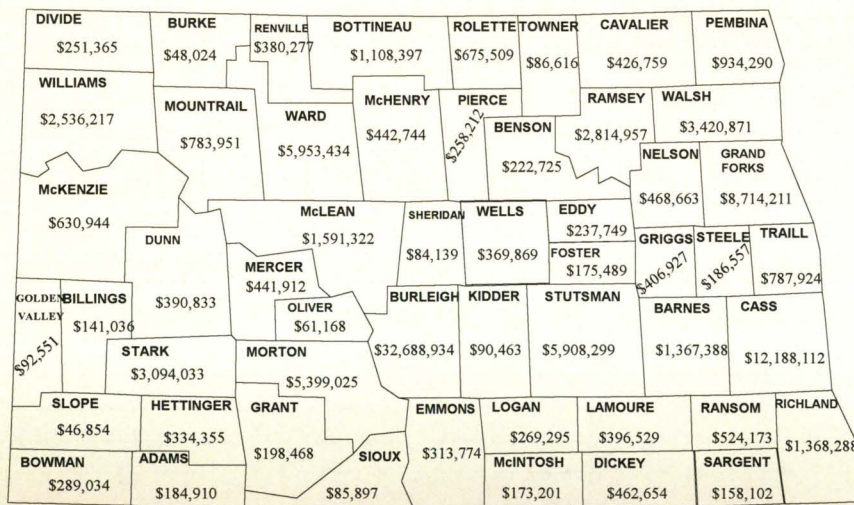 DIVIDE
$251,365
BURKE
$48,024
RENVILLE
$380,277
BOTTINEAU
$1,108,397
ROLETTE
$675,509
TOWNER
$86,616
CAVALIER
$426,759
PEMBINA
$934,290
WILLIAMS
$2,536,217
MOUNTRAIL
$783,951
WARD
$5,953,434
McHENRY
$442,744
PIERCE
$258,212
BENSON
$222,725
RAMSEY
$2,814,957
WALSH
$3,420,871
NELSON
$468,663
GRAND
FORKS
$8,714,211
McKENZIE
$630,944
DUNN
$390,833
McLEAN
$1,591,322
MERCER
$441,912
OLIVER
$61,168
SHERIDAN
$84,139
WELLS
$369,869
EDDY
$237,749
FOSTER
$175,489
GRIGGS
$406,927
STEELE
$186,557
TRAILL
$787,924
GOLDEN
VALLEY
$92,551
BILLINGS
$141,036
STARK
$3,094,033
MORTON
$5,399,025
BURLEIGH
$32,688,934
KIDDER
$90,463
STUTSMAN
$5,908,299
BARNES
$1,367,388
CASS
$12,188,112
SLOPE
$46,854
HETTINGER
$334,355
GRANT
$198,468
SIOUX
$85,897
EMMONS
$313,774
LOGAN
$269,295
LAMOURE
$396,529
RANSOM
$524,173
RICHLAND
$1,368,288
BOWMAN
$289,034
ADAMS
$184,910
McINTOSH
$173,201
DICKEY
$462,654
SARGENT
$158,102